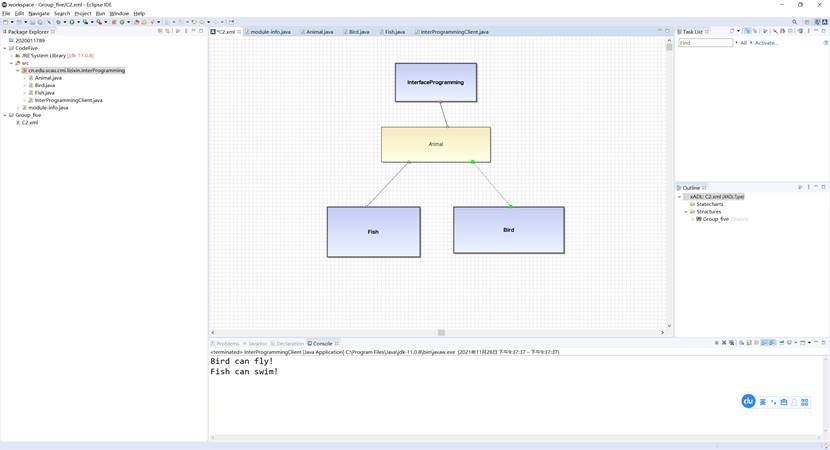 workspace - Group_five/C2.xml - Eclipse IDE
File Edit Navigate Search Project Run Window Help
Package Explorer
2020011789
CodeFive
JRE System Library [jdk-11.0.8]
src
cn.edu.scau.cmi.lizixin.InterProgramming
Animal.java
Bird.java
Fish.java
InterProgrammingClient.java
module-info.java
Group_five
C2.xml
*C2.xml module-info.java Animal.java Bird.java Fish.java InterProgrammingClient.java
InterfaceProgramming
Animal
Fish
Bird
Task List
Find All Activate...
Outline
xADL: C2.xml (XADLType)
Statecharts
Structures
Group_five
Problems Javadoc Declaration Console
<terminated> InterProgrammingClient [Java Application] C:\Program Files\Java\jdk-11.0.8\bin\javaw.exe (2021年11月26日 下午9:37:37 – 下午9:37:37)
Bird can fly!
Fish can swim!
du 英